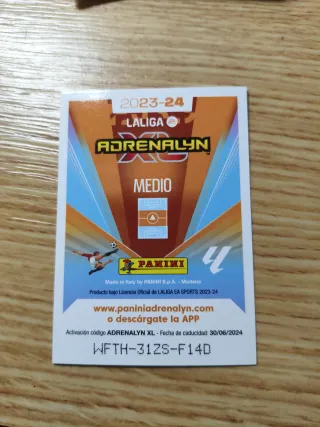 2023-24
LALIGA
ADRENALYN
XL
MEDIO
PANINI
Made in Italy by PANINI S.p.A. - Modena
Producto bajo Licencia Oficial de LALIGA EA SPORTS 2023-24
www.paniniadrenalyn.com
o descárgate la APP
Activación código ADRENALYN XL - Fecha de caducidad: 30/06/2024
WFTH-31ZS-F14D